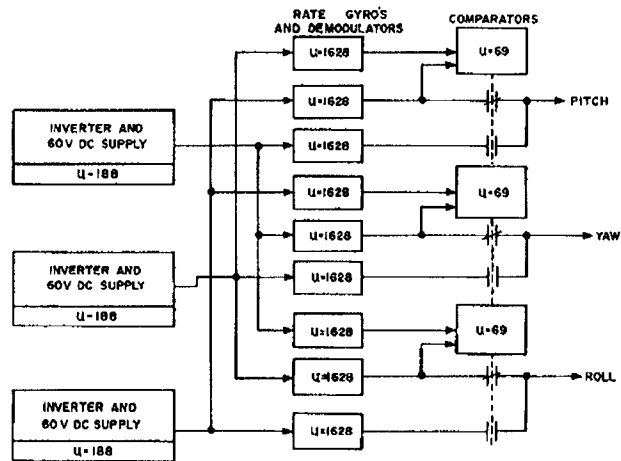 RATE GYRO'S
AND DEMODULATORS
COMPARATORS
u=1628
u=69
u=1628
PITCH
INVERTER AND
60V DC SUPPLY
u=188
u=1628
u=1628
u=69
u=1628
YAW
INVERTER AND
60V DC SUPPLY
u=188
u=1628
u=1628
u=69
u=1628
ROLL
INVERTER AND
60V DC SUPPLY
u=188
u=1628